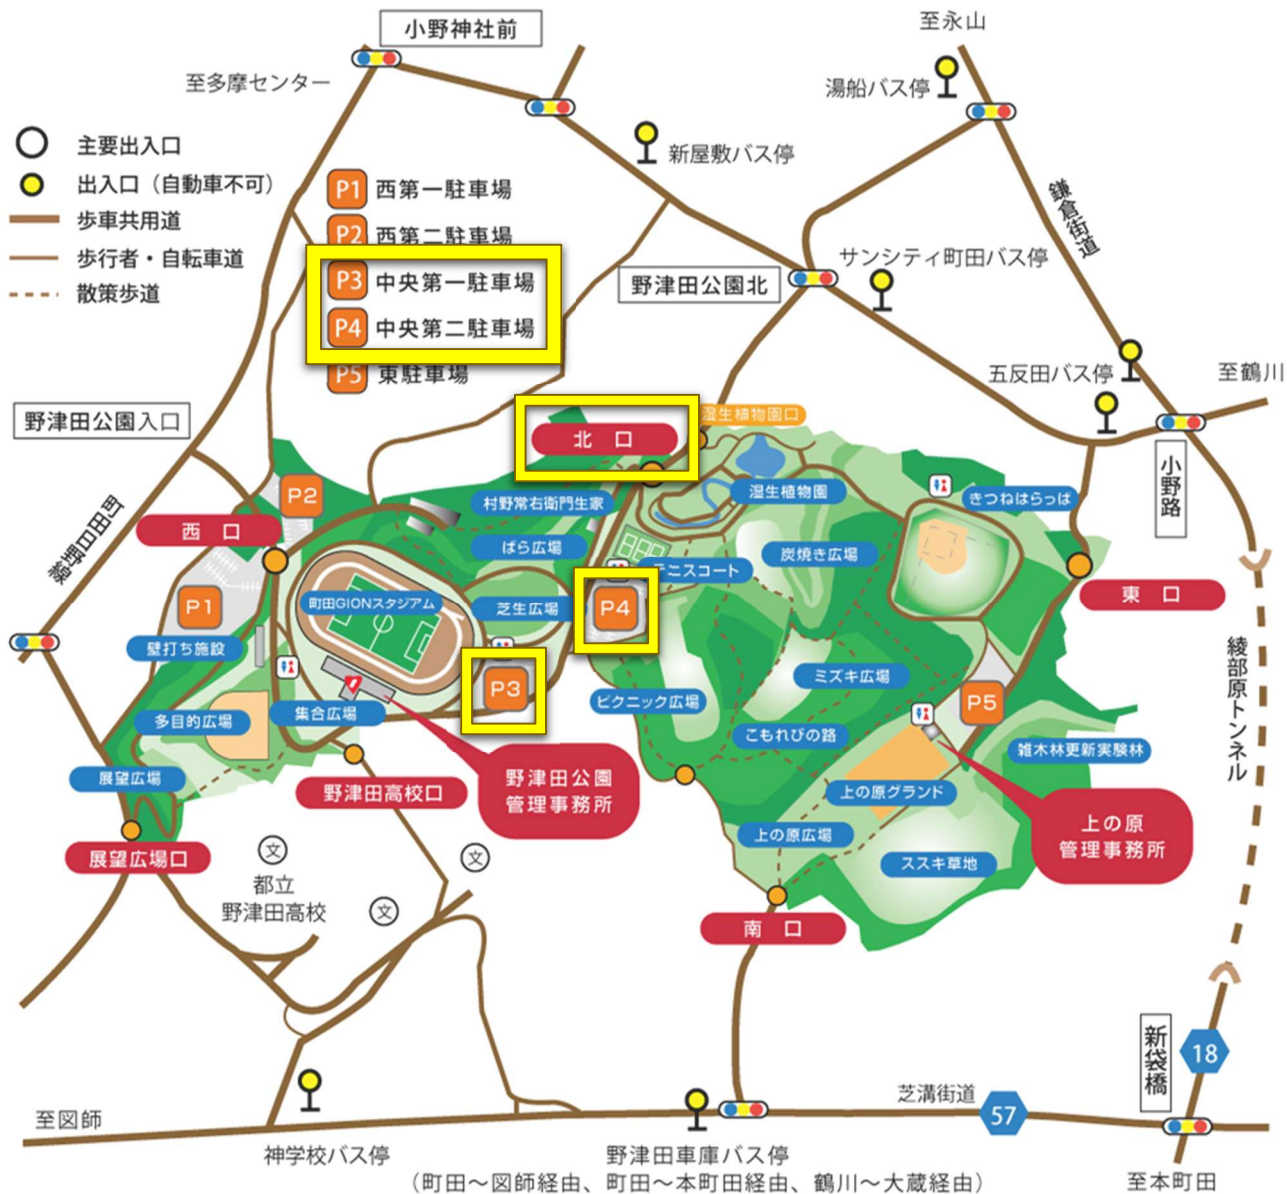 小野神社前
至永山
至多摩センター
湯船バス停
主要出入口
新屋敷バス停
出入口（自動車不可）
P1 西第一駐車場
鎌倉街道
歩車共用道
P2 西第二駐車場
歩行者・自転車道
サンシティ町田バス停
P3 中央第一駐車場
野津田公園北
散策歩道
P4 中央第二駐車場
P5 東駐車場
五反田バス停
至鶴川
野津田公園入口
北口
湿生植物園口
小野路
P2
村野常右衛門生家
湿生植物園
きつねはらっぱ
町田日野線
西口
ばら広場
炭焼き広場
テニスコート
東口
P1
町田GIONスタジアム
芝生広場
P4
壁打ち施設
ミズキ広場
綾部原トンネル
P3
ピクニック広場
P5
多目的広場
集合広場
こもれびの路
雑木林更新実験林
展望広場
野津田高校口
野津田公園
管理事務所
上の原グランド
上の原広場
上の原
管理事務所
展望広場口
文
文
ススキ草地
都立
野津田高校
文
南口
新袋橋
18
芝溝街道
57
至図師
神学校バス停
野津田車庫バス停
（町田～図師経由、町田～本町田経由、鶴川～大蔵経由）
至本町田